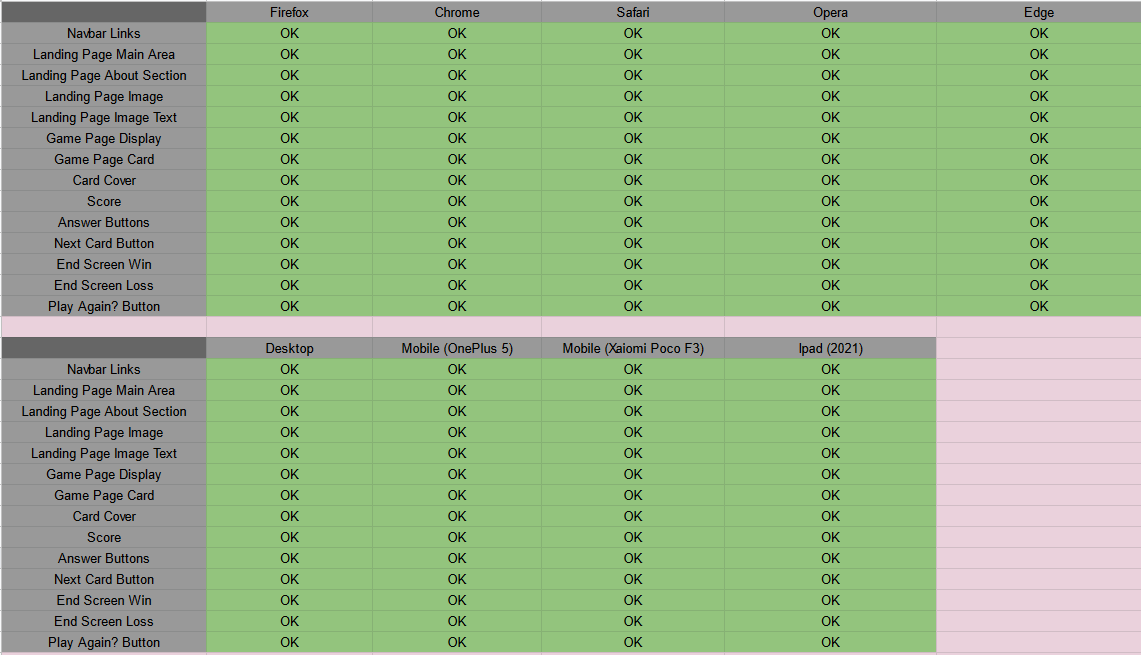 Firefox Chrome Safari Opera Edge
Navbar Links OK OK OK OK OK
Landing Page Main Area OK OK OK OK OK
Landing Page About Section OK OK OK OK OK
Landing Page Image OK OK OK OK OK
Landing Page Image Text OK OK OK OK OK
Game Page Display OK OK OK OK OK
Game Page Card OK OK OK OK OK
Card Cover OK OK OK OK OK
Score OK OK OK OK OK
Answer Buttons OK OK OK OK OK
Next Card Button OK OK OK OK OK
End Screen Win OK OK OK OK OK
End Screen Loss OK OK OK OK OK
Play Again? Button OK OK OK OK OK
Desktop Mobile (OnePlus 5) Mobile (Xaiomi Poco F3) Ipad (2021)
Navbar Links OK OK OK OK
Landing Page Main Area OK OK OK OK
Landing Page About Section OK OK OK OK
Landing Page Image OK OK OK OK
Landing Page Image Text OK OK OK OK
Game Page Display OK OK OK OK
Game Page Card OK OK OK OK
Card Cover OK OK OK OK
Score OK OK OK OK
Answer Buttons OK OK OK OK
Next Card Button OK OK OK OK
End Screen Win OK OK OK OK
End Screen Loss OK OK OK OK
Play Again? Button OK OK OK OK